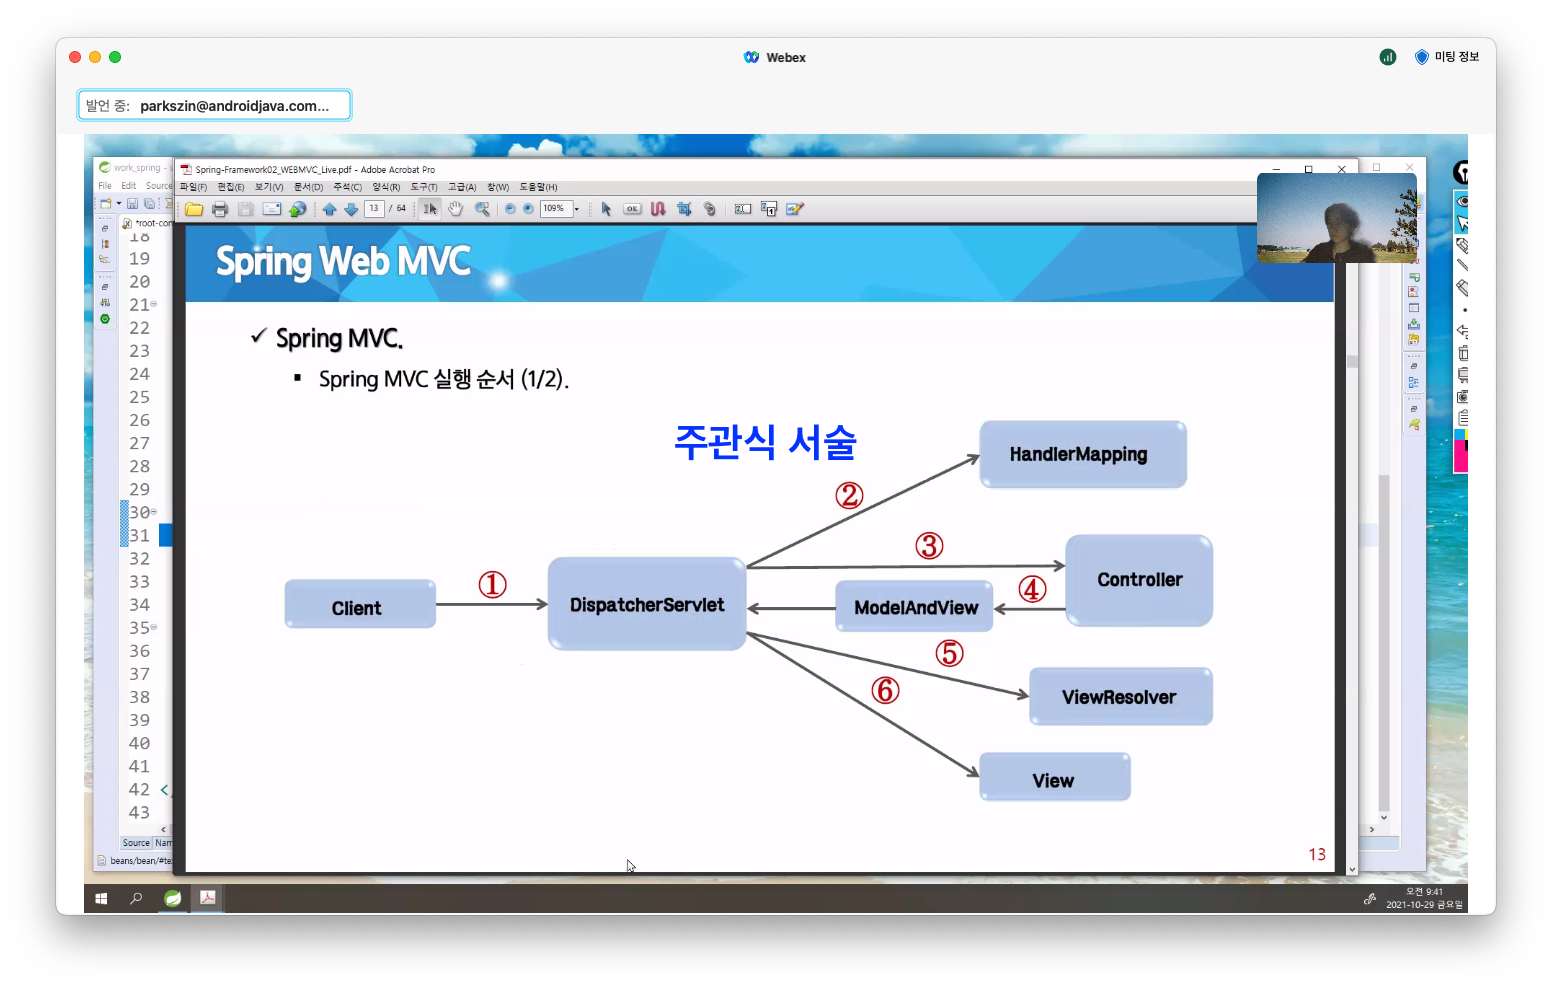 Webex
미팅 정보
발언 중: parkszin@androidjava.com...
work_spring -
Spring-Framework02_WEBMVC_Live.pdf - Adobe Acrobat Pro
File Edit Source
파일(F) 편집(E) 보기(V) 문서(D) 주석(C) 양식(R) 도구(T) 고급(A) 창(W) 도움말(H)
13 / 64
OK
109%
*root-con
18
19
20
21
22
23
24
25
26
27
28
29
30
31
32
33
34
35
36
37
38
39
40
41
42 <
43
Spring Web MVC
✓ Spring MVC.
▪ Spring MVC 실행 순서 (1/2).
주관식 서술
HandlerMapping
②
③
Controller
①
④
Client
DispatcherServlet
ModelAndView
⑤
⑥
ViewResolver
View
13
Source Nam
beans/bean/#te
오전 9:41
2021-10-29 금요일